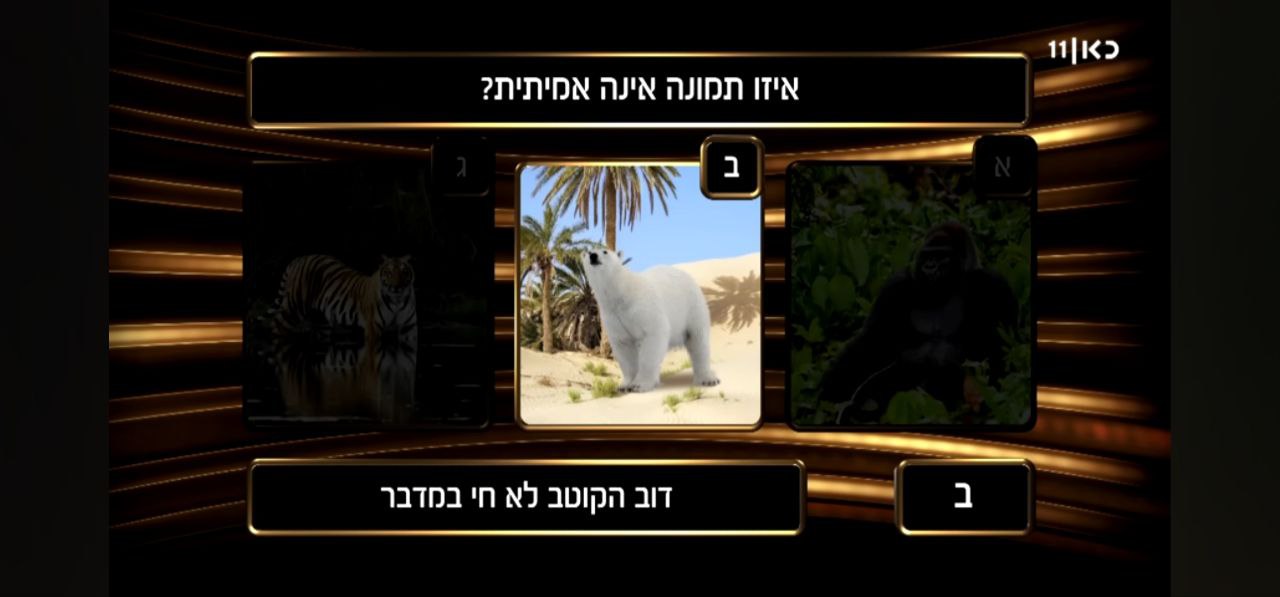 כאן|11
איזו תמונה אינה אמיתית?
א
ב
ג
ב
דוב הקוטב לא חי במדבר